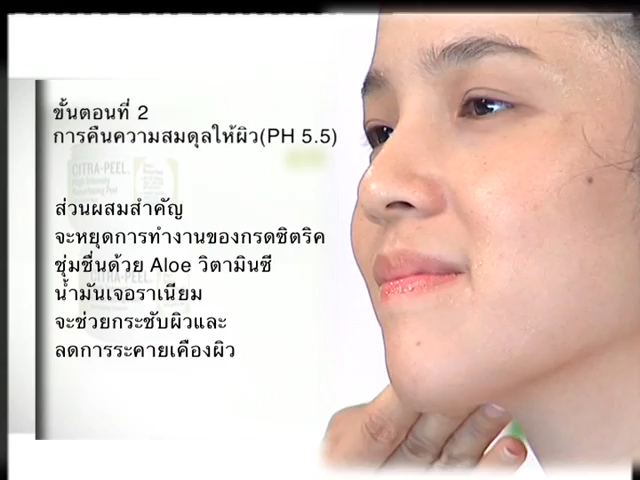 ขั้นตอนที่ 2
การคืนความสมดุลให้ผิว(PH 5.5)
CITRA-PEEL
ส่วนผสมสำคัญ
จะหยุดการทำงานของกรดซิตริค
ชุ่มชื่นด้วย Aloe วิตามินซี
น้ำมันเจอราเนียม
จะช่วยกระชับผิวและ
ลดการระคายเคืองผิว
CITRA-PEEL